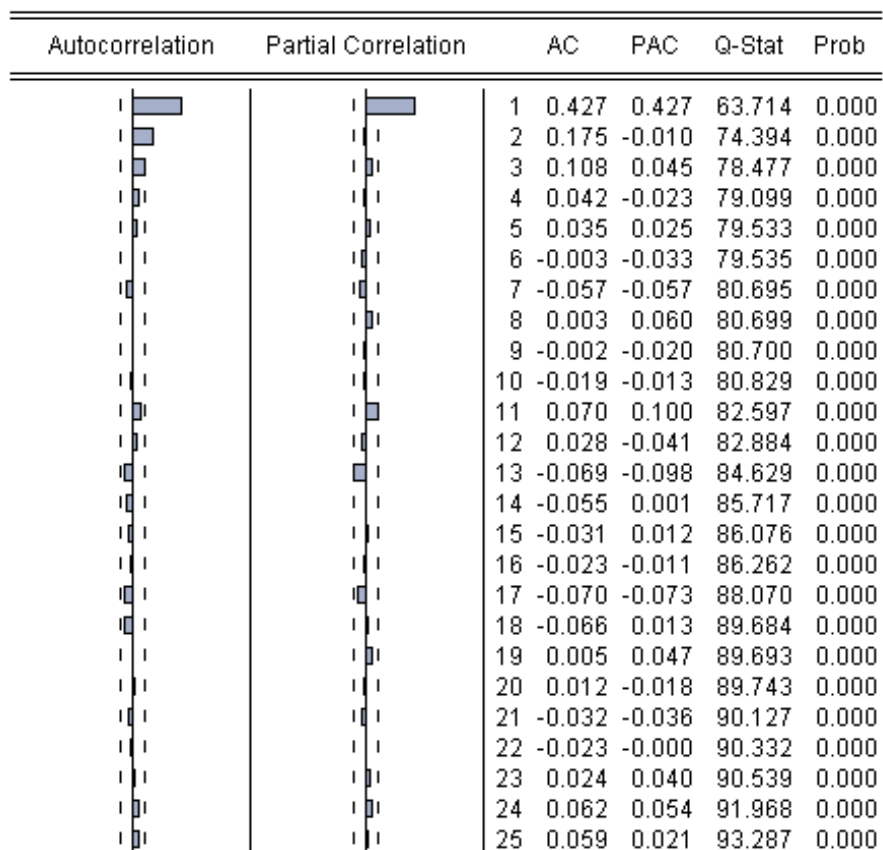 Autocorrelation Partial Correlation AC PAC Q-Stat Prob
1 0.427 0.427 63.714 0.000
2 0.175 -0.010 74.394 0.000
3 0.108 0.045 78.477 0.000
4 0.042 -0.023 79.099 0.000
5 0.035 0.025 79.533 0.000
6 -0.003 -0.033 79.535 0.000
7 -0.057 -0.057 80.695 0.000
8 0.003 0.060 80.699 0.000
9 -0.002 -0.020 80.700 0.000
10 -0.019 -0.013 80.829 0.000
11 0.070 0.100 82.597 0.000
12 0.028 -0.041 82.884 0.000
13 -0.069 -0.098 84.629 0.000
14 -0.055 0.001 85.717 0.000
15 -0.031 0.012 86.076 0.000
16 -0.023 -0.011 86.262 0.000
17 -0.070 -0.073 88.070 0.000
18 -0.066 0.013 89.684 0.000
19 0.005 0.047 89.693 0.000
20 0.012 -0.018 89.743 0.000
21 -0.032 -0.036 90.127 0.000
22 -0.023 -0.000 90.332 0.000
23 0.024 0.040 90.539 0.000
24 0.062 0.054 91.968 0.000
25 0.059 0.021 93.287 0.000